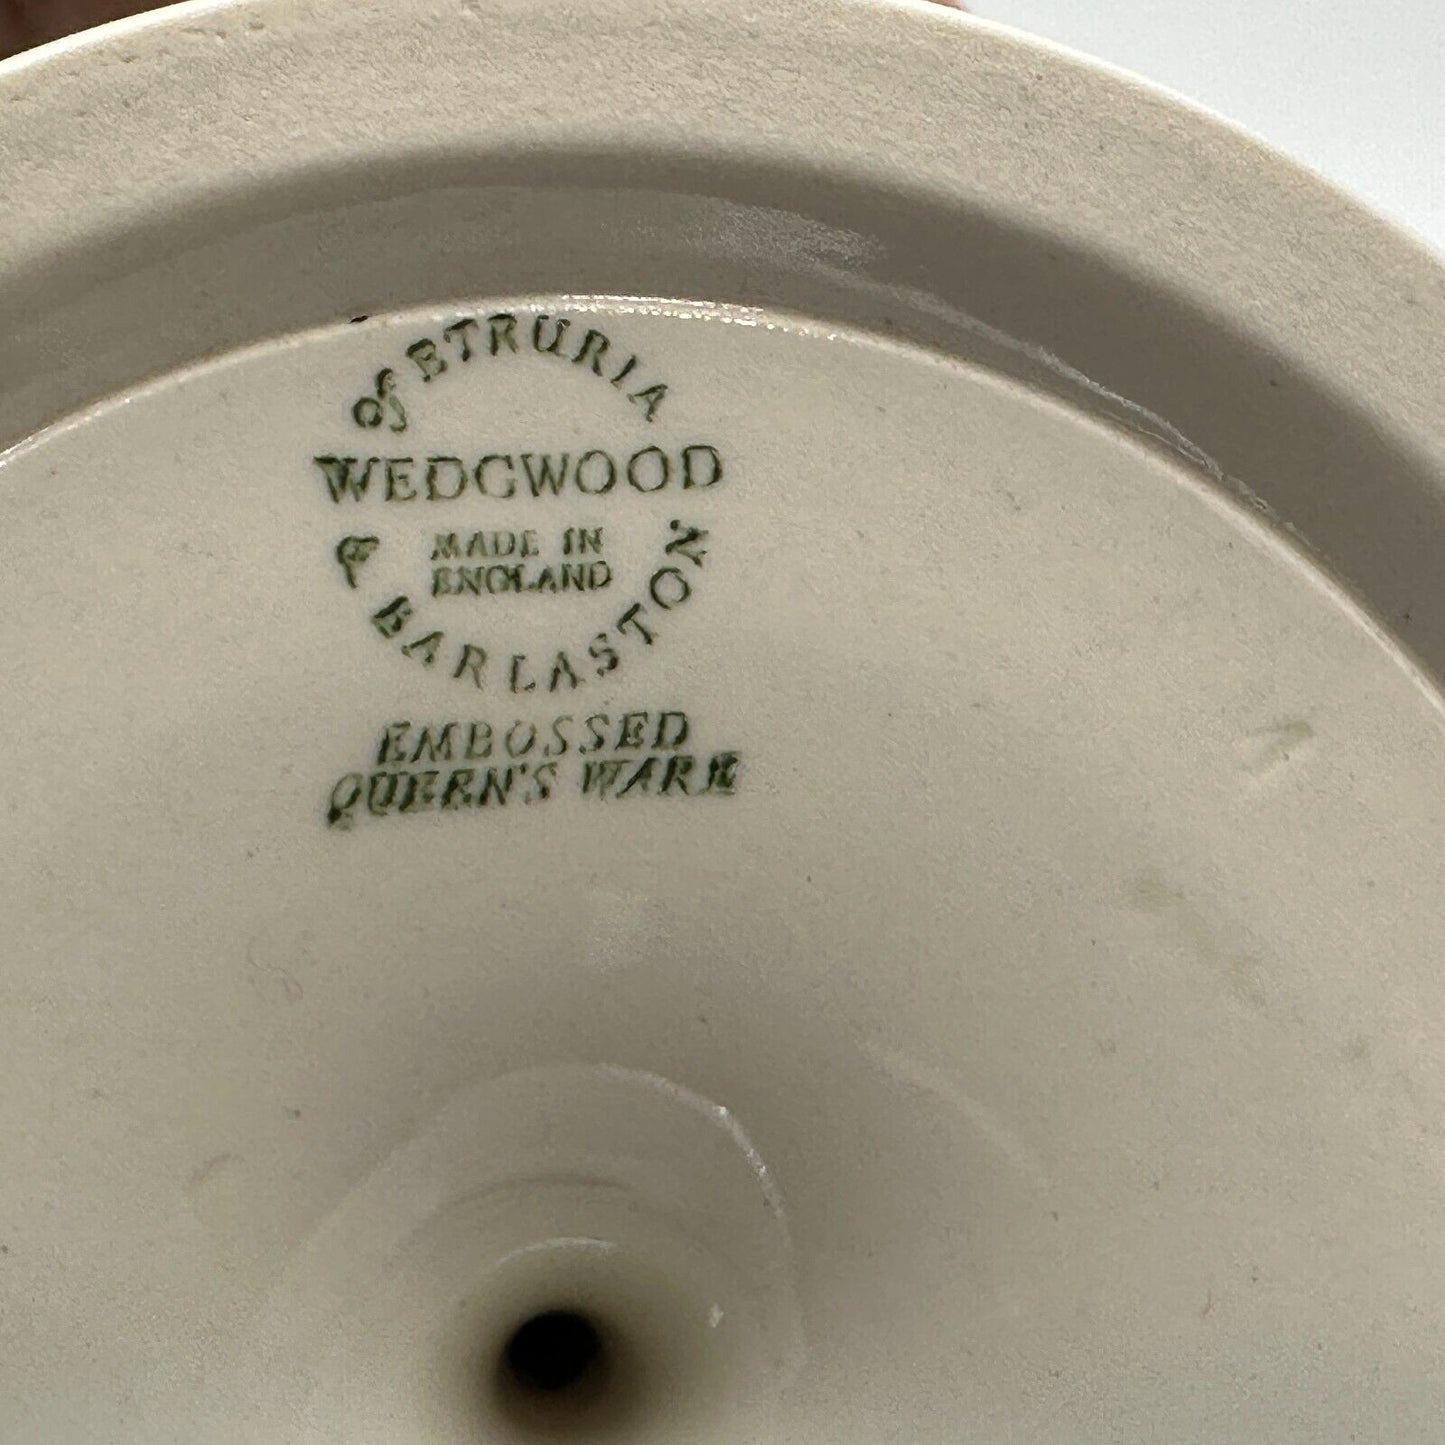 of ETRURIA
WEDGWOOD
MADE IN
ENGLAND
& BARLASTON
EMBOSSED
QUEEN'S WARE